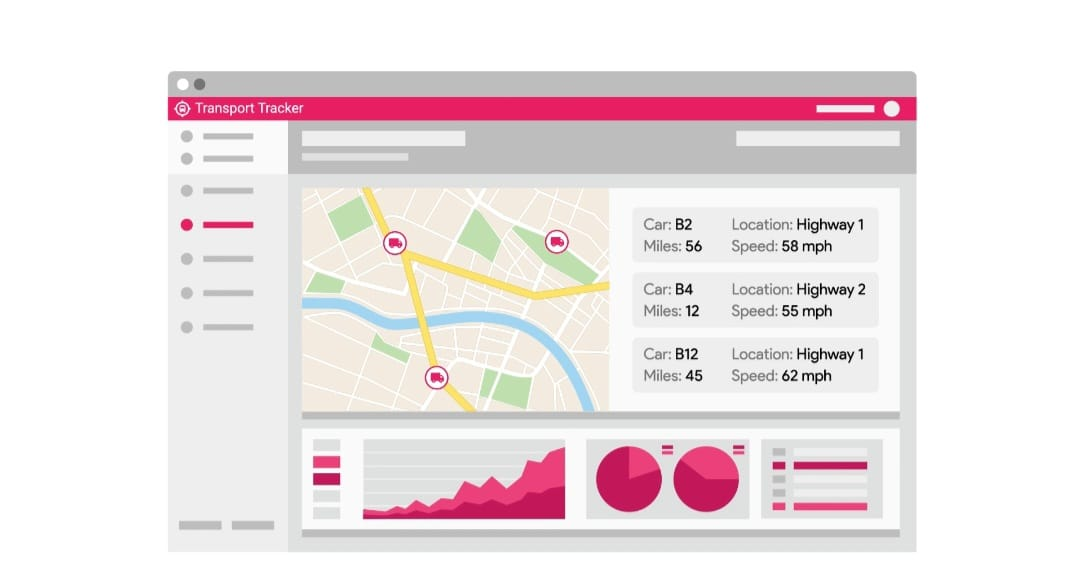 Transport Tracker
Car: B2 Location: Highway 1
Miles: 56 Speed: 58 mph
Car: B4 Location: Highway 2
Miles: 12 Speed: 55 mph
Car: B12 Location: Highway 1
Miles: 45 Speed: 62 mph